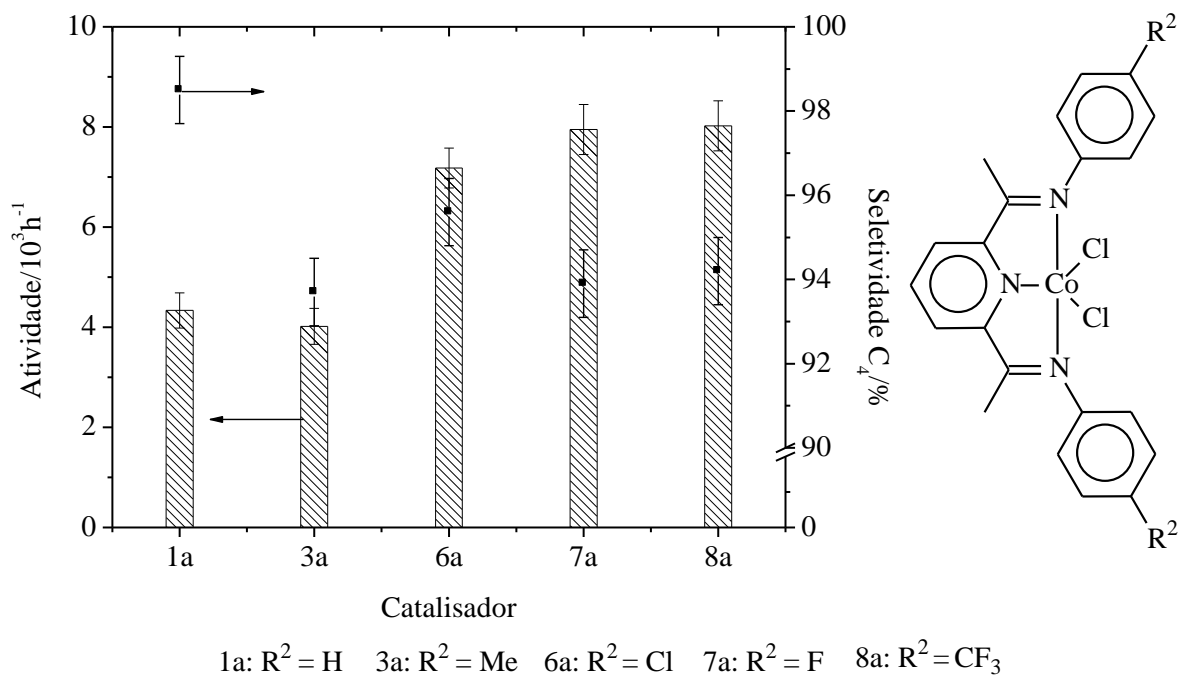 10
8
6
4
2
0
Atividade/10³h⁻¹
100
98
96
94
92
90
0
Seletividade C₄/%
1a
3a
6a
7a
8a
Catalisador
R²
N
Cl
N
Co
Cl
N
R²
1a: R² = H 3a: R² = Me 6a: R² = Cl 7a: R² = F 8a: R² = CF₃